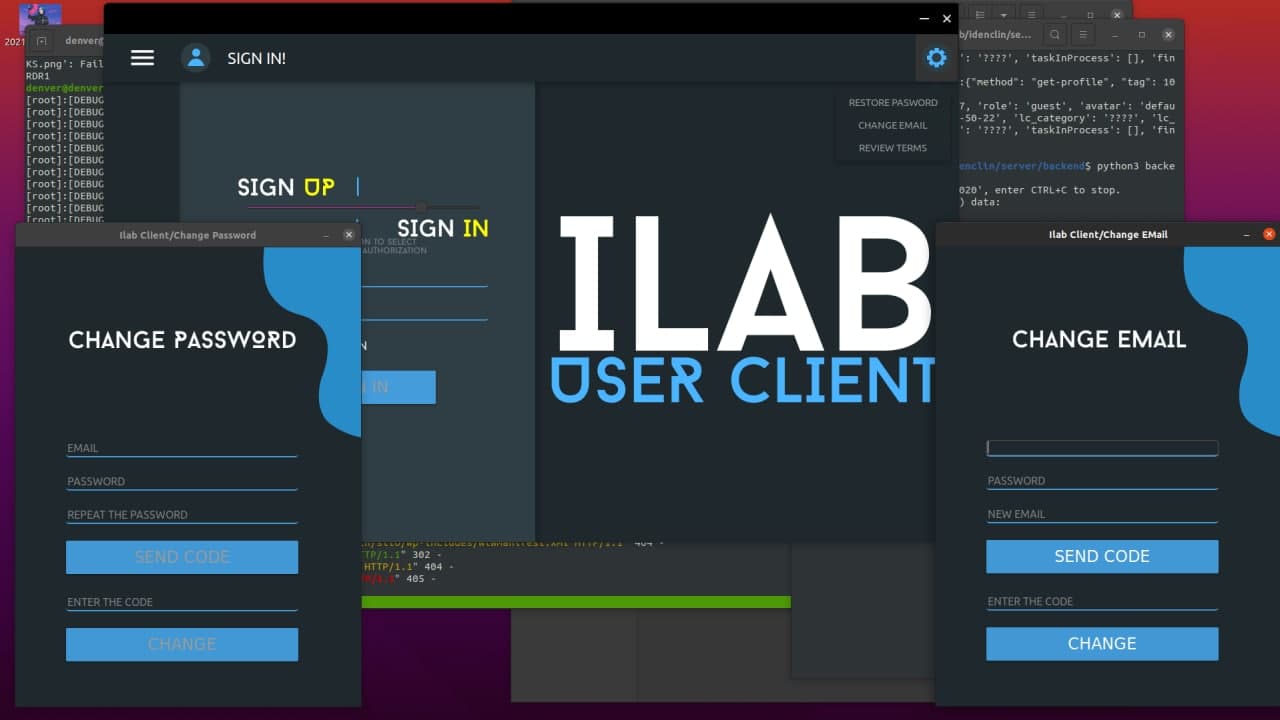 2021
denver@
KS.png': Fail
RDR1
denver@denver
[root]:[DEBUG
[root]:[DEBUG
[root]:[DEBUG
[root]:[DEBUG
[root]:[DEBUG
[root]:[DEBUG
[root]:[DEBUG
[root]:[DEBUG
[root]:[DEBUG
[root]:[DEBUG
[root]:[DEBUG
SIGN IN!
RESTORE PASWORD
CHANGE EMAIL
REVIEW TERMS
SIGN UP
SIGN IN
ON TO SELECT
AUTHORIZATION
N
IN
ILAB
USER CLIENT
b/idenclin/se...
': '????', 'taskInProcess': [], 'fin
:{"method": "get-profile", "tag": 10
7, 'role': 'guest', 'avatar': 'defau
-50-22', 'lc_category': '????', 'lc_
': '????', 'taskInProcess': [], 'fin
enclin/server/backend$ python3 backe
020', enter CTRL+C to stop.
) data:
Ilab Client/Change Password
CHANGE PASSWORD
EMAIL
PASSWORD
REPEAT THE PASSWORD
SEND CODE
ENTER THE CODE
CHANGE
TTP/1.1" 302 -
HTTP/1.1" 404 -
P/1.1" 405 -
Ilab Client/Change EMail
CHANGE EMAIL
PASSWORD
NEW EMAIL
SEND CODE
ENTER THE CODE
CHANGE